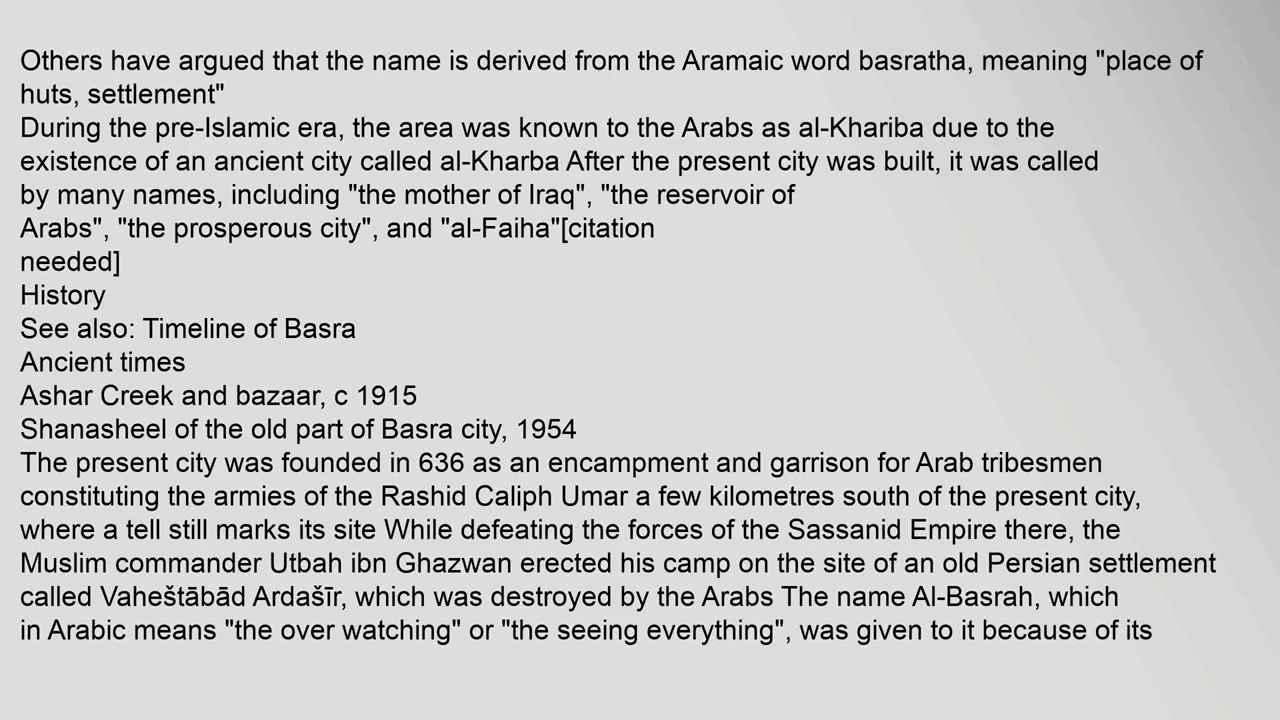 Others have argued that the name is derived from the Aramaic word basratha, meaning "place of
huts, settlement"
During the pre-Islamic era, the area was known to the Arabs as al-Khariba due to the
existence of an ancient city called al-Kharba After the present city was built, it was called
by many names, including "the mother of Iraq", "the reservoir of
Arabs", "the prosperous city", and "al-Faiha"[citation
needed]
History
See also: Timeline of Basra
Ancient times
Ashar Creek and bazaar, c 1915
Shanasheel of the old part of Basra city, 1954
The present city was founded in 636 as an encampment and garrison for Arab tribesmen
constituting the armies of the Rashid Caliph Umar a few kilometres south of the present city,
where a tell still marks its site While defeating the forces of the Sassanid Empire there, the
Muslim commander Utbah ibn Ghazwan erected his camp on the site of an old Persian settlement
called Vaheštābād Ardašīr, which was destroyed by the Arabs The name Al-Basrah, which
in Arabic means "the over watching" or "the seeing everything", was given to it because of its